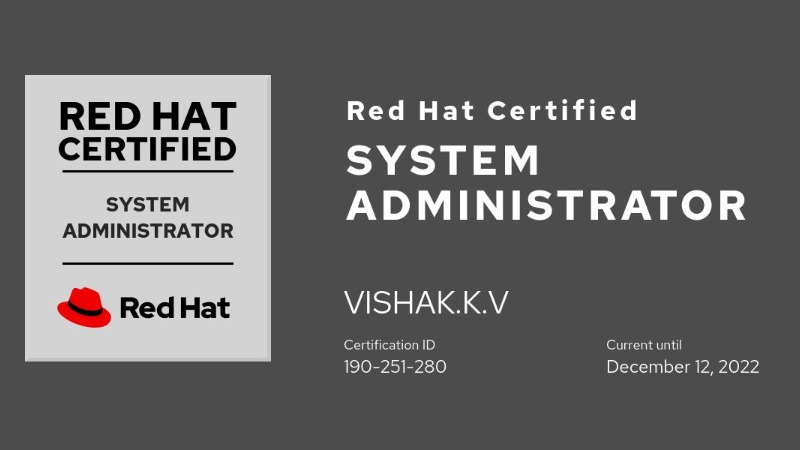 RED HAT
CERTIFIED
SYSTEM
ADMINISTRATOR
Red Hat
Red Hat Certified
SYSTEM
ADMINISTRATOR
VISHAK.K.V
Certification ID
190-251-280
Current until
December 12, 2022